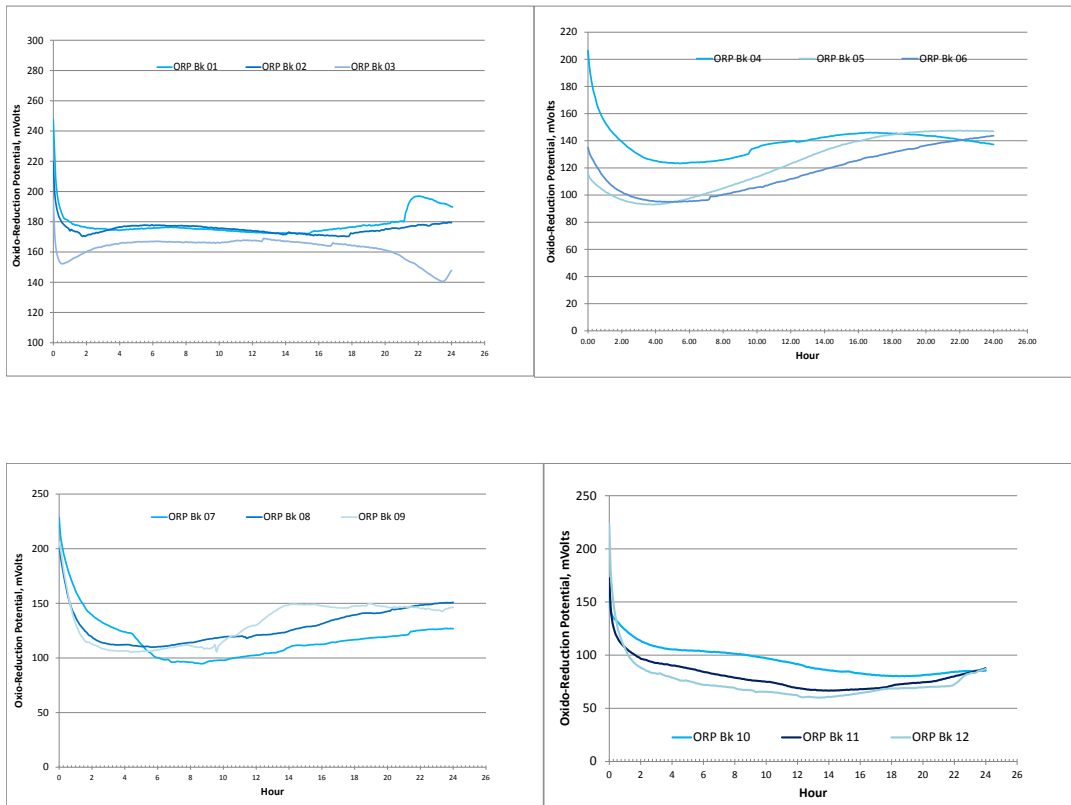 300
280
260
240
220
200
180
160
140
120
100
Oxido-Reduction Potential, mVolts
ORP Bk 01 ORP Bk 02 ORP Bk 03
0 2 4 6 8 10 12 14 16 18 20 22 24 26
220
200
180
160
140
120
100
80
60
40
20
0
Oxido-Reduction Potential, mVolts
ORP Bk 04 ORP Bk 05 ORP Bk 06
0.00 2.00 4.00 6.00 8.00 10.00 12.00 14.00 16.00 18.00 20.00 22.00 24.00 26.00
Hour
250
200
150
100
50
0
Oxio-Reduction Potential, mVolts
ORP Bk 07 ORP Bk 08 ORP Bk 09
0 2 4 6 8 10 12 14 16 18 20 22 24 26
Hour
250
200
150
100
50
0
Oxido-Reduction Potential, mVolts
ORP Bk 10 ORP Bk 11 ORP Bk 12
0 2 4 6 8 10 12 14 16 18 20 22 24 26
Hour